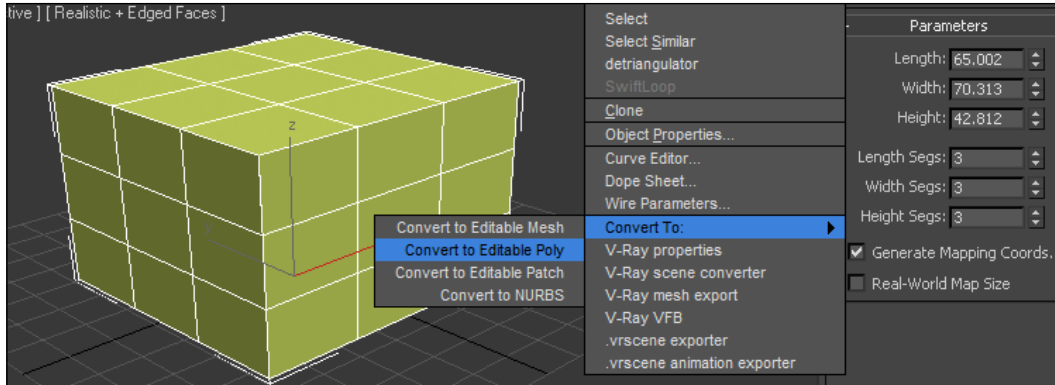 tive ] [ Realistic + Edged Faces ]
z
y
Select
Select Similar
detriangulator
SwiftLoop
Clone
Object Properties...
Curve Editor...
Dope Sheet...
Wire Parameters...
Convert To:
V-Ray properties
V-Ray scene converter
V-Ray mesh export
V-Ray VFB
.vrscene exporter
.vrscene animation exporter
Convert to Editable Mesh
Convert to Editable Poly
Convert to Editable Patch
Convert to NURBS
- Parameters
Length: 65.002
Width: 70.313
Height: 42.812
Length Segs: 3
Width Segs: 3
Height Segs: 3
Generate Mapping Coords.
Real-World Map Size